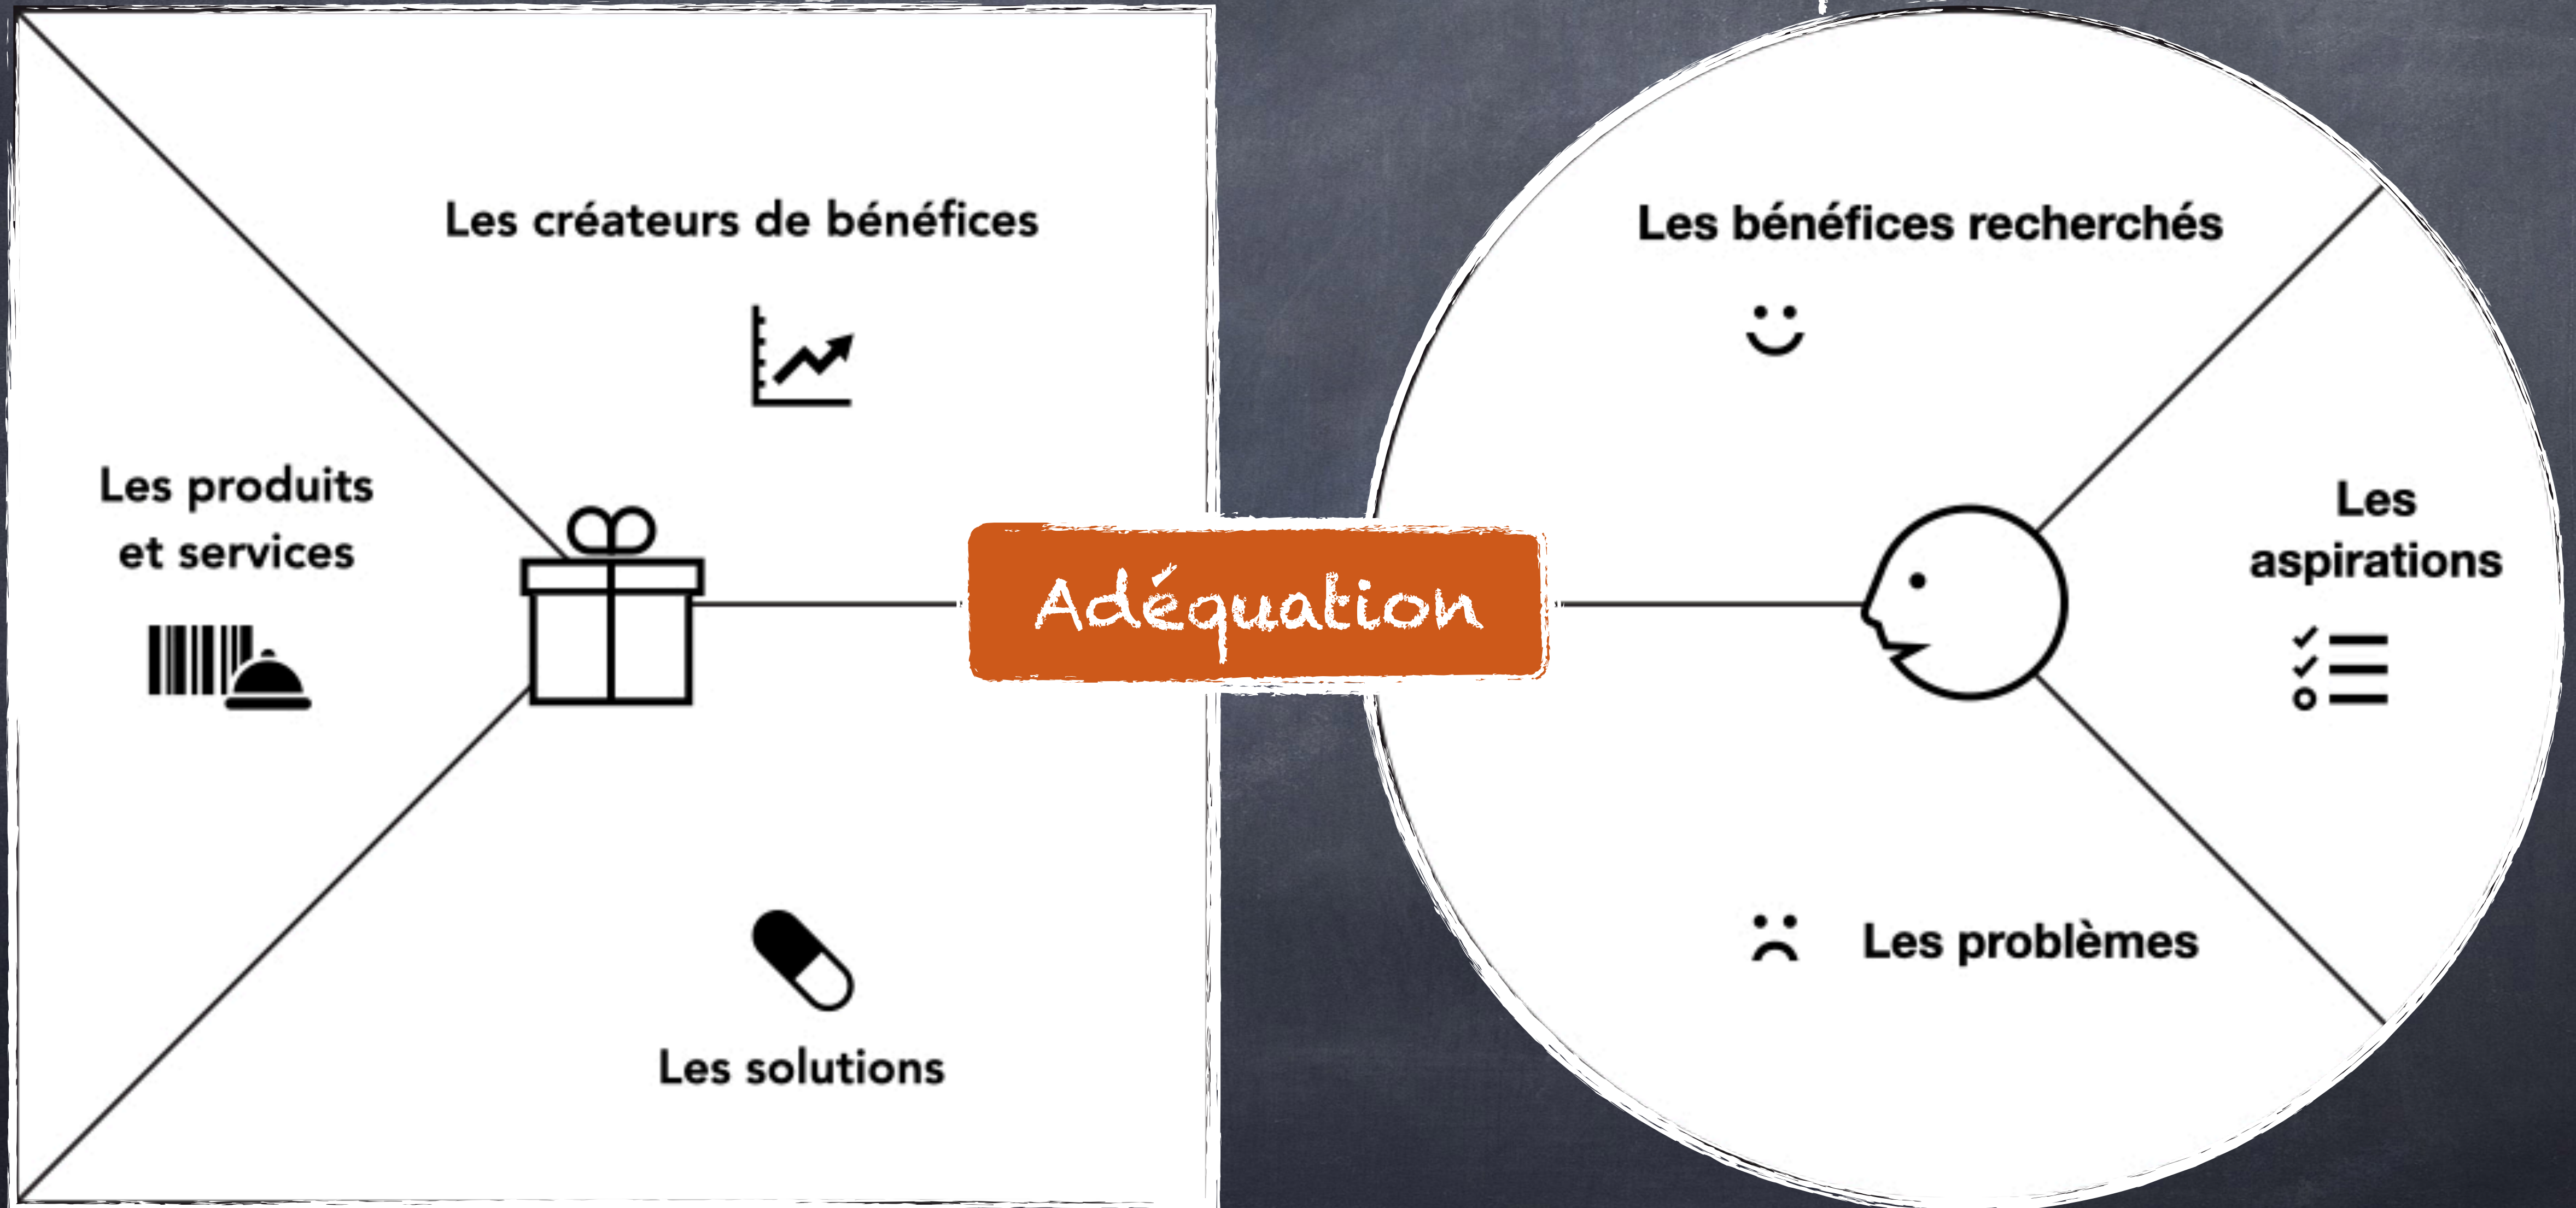 Les créateurs de bénéfices
Les produits
et services
Les solutions
Adéquation
Les bénéfices recherchés
Les
aspirations
Les problèmes